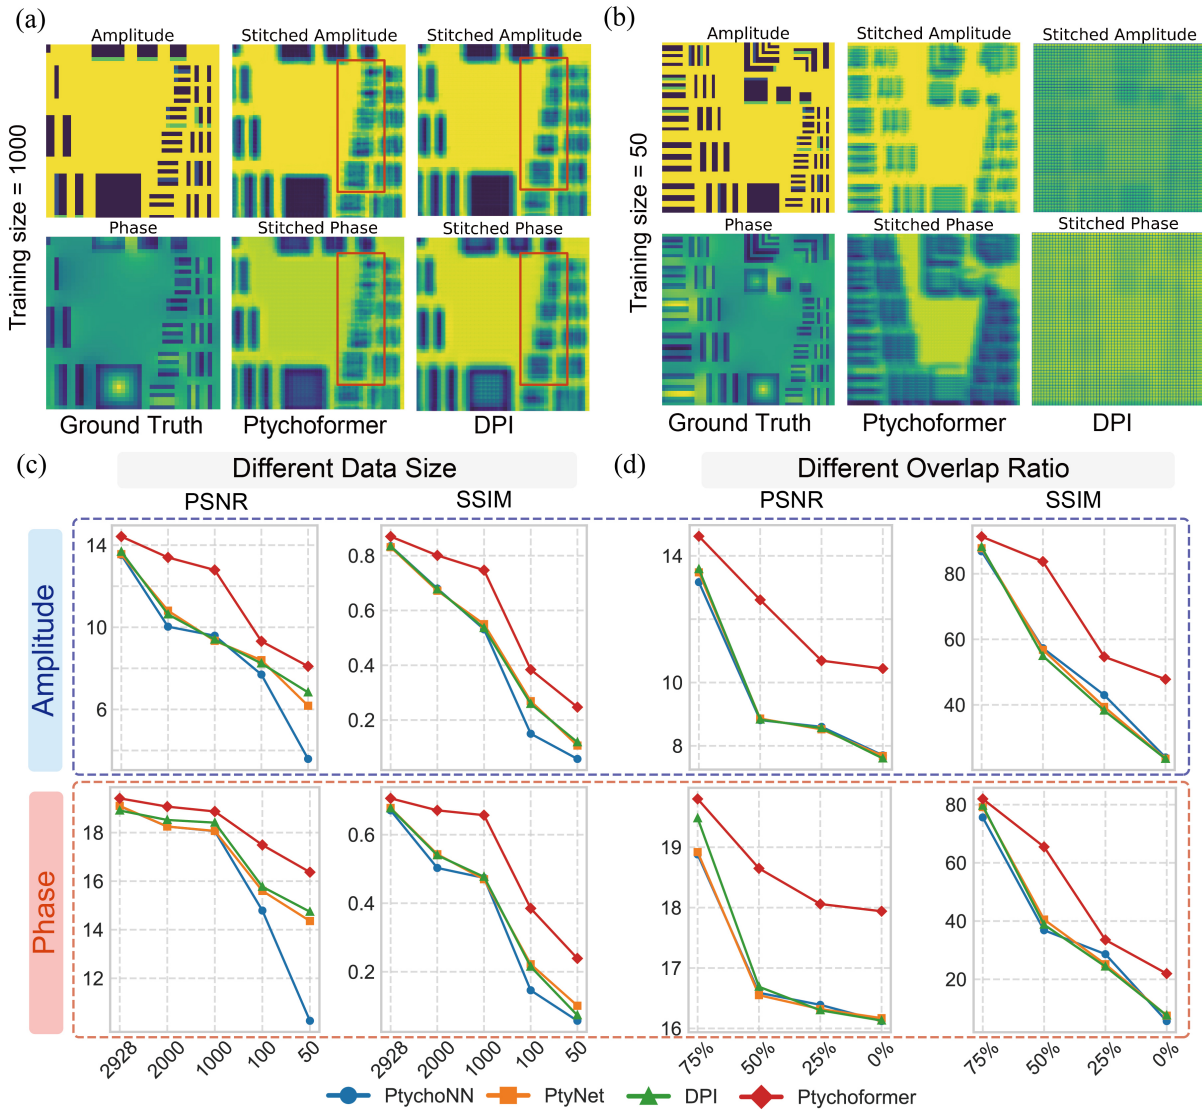 (a)
(b)
Amplitude
Stitched Amplitude
Stitched Amplitude
Amplitude
Stitched Amplitude
Stitched Amplitude
Training size = 1000
Training size = 50
Phase
Stitched Phase
Stitched Phase
Phase
Stitched Phase
Stitched Phase
Ground Truth
Ptychoformer
DPI
Ground Truth
Ptychoformer
DPI
(c)
Different Data Size
(d)
Different Overlap Ratio
PSNR
SSIM
PSNR
SSIM
Amplitude
14
10
6
0.8
0.6
0.4
0.2
14
10
8
80
60
40
Phase
18
16
14
12
0.6
0.4
0.2
19
18
17
16
80
60
40
20
2928
2000
1000
100
50
2928
2000
1000
100
50
75%
50%
25%
0%
75%
50%
25%
0%
PtychoNN
PtyNet
DPI
Ptychoformer